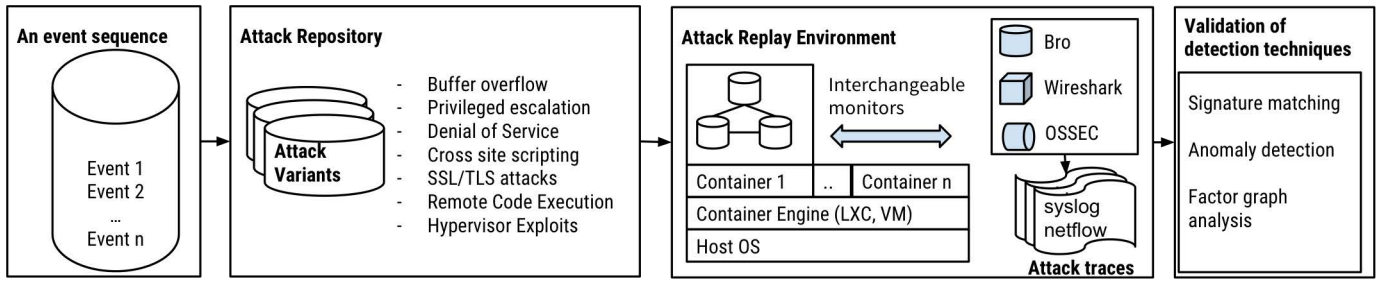 An event sequence
Event 1
Event 2
...
Event n
Attack Repository
Attack
Variants
- Buffer overflow
- Privileged escalation
- Denial of Service
- Cross site scripting
- SSL/TLS attacks
- Remote Code Execution
- Hypervisor Exploits
Attack Replay Environment
Interchangeable
monitors
Container 1
..
Container n
Container Engine (LXC, VM)
Host OS
Bro
Wireshark
OSSEC
syslog
netflow
Attack traces
Validation of
detection techniques
Signature matching
Anomaly detection
Factor graph
analysis